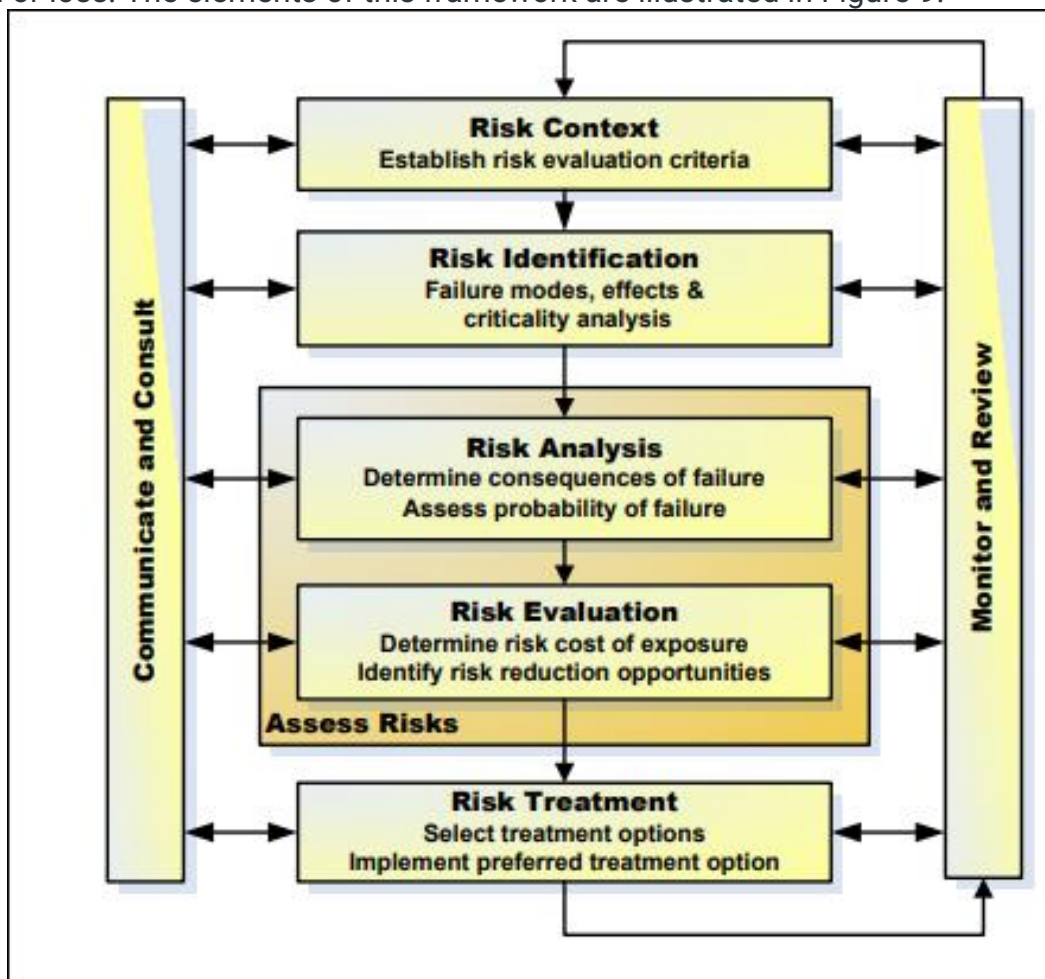 of loss. The elements of this framework are illustrated in Figure 9.
Risk Context
Establish risk evaluation criteria
Risk Identification
Failure modes, effects &
criticality analysis
Risk Analysis
Determine consequences of failure
Assess probability of failure
Risk Evaluation
Determine risk cost of exposure
Identify risk reduction opportunities
Assess Risks
Risk Treatment
Select treatment options
Implement preferred treatment option
Communicate and Consult
Monitor and Review